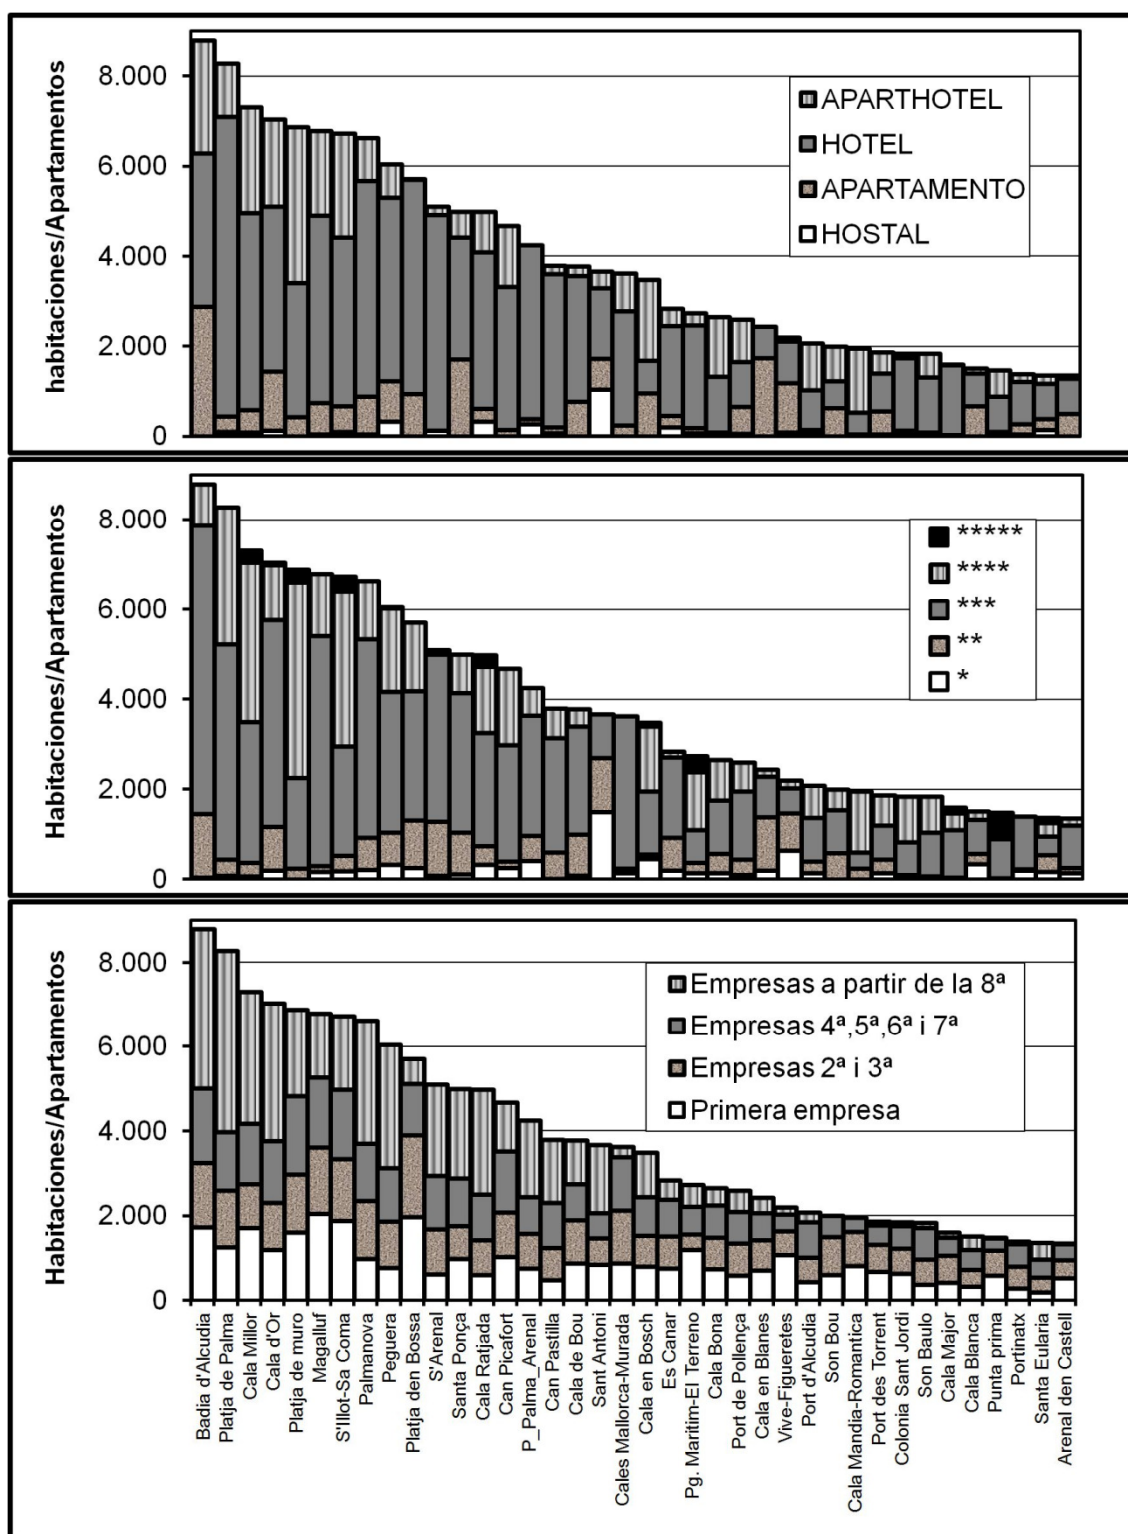 habitaciones/Apartamentos
8.000
6.000
4.000
2.000
0
APARTHOTEL
HOTEL
APARTAMENTO
HOSTAL
Habitaciones/Apartamentos
8.000
6.000
4.000
2.000
0
*****
****
***
**
*
Habitaciones/Apartamentos
8.000
6.000
4.000
2.000
0
Empresas a partir de la 8ª
Empresas 4ª,5ª,6ª i 7ª
Empresas 2ª i 3ª
Primera empresa
Badia d'Alcudia
Platja de Palma
Cala Millor
Cala d'Or
Platja de muro
Magalluf
S'Illot-Sa Coma
Palmanova
Peguera
Platja den Bossa
S'Arenal
Santa Ponça
Cala Ratjada
Can Picafort
P_Palma_Arenal
Can Pastilla
Cala de Bou
Sant Antoni
Cales Mallorca-Murada
Cala en Bosch
Es Canar
Pg. Maritim-El Terreno
Cala Bona
Port de Pollença
Cala en Blanes
Vive-Figueretes
Port d'Alcudia
Son Bou
Cala Mandia-Romantica
Port des Torrent
Colonia Sant Jordi
Son Baulo
Cala Major
Cala Blanca
Punta prima
Portinatx
Santa Eularia
Arenal den Castell